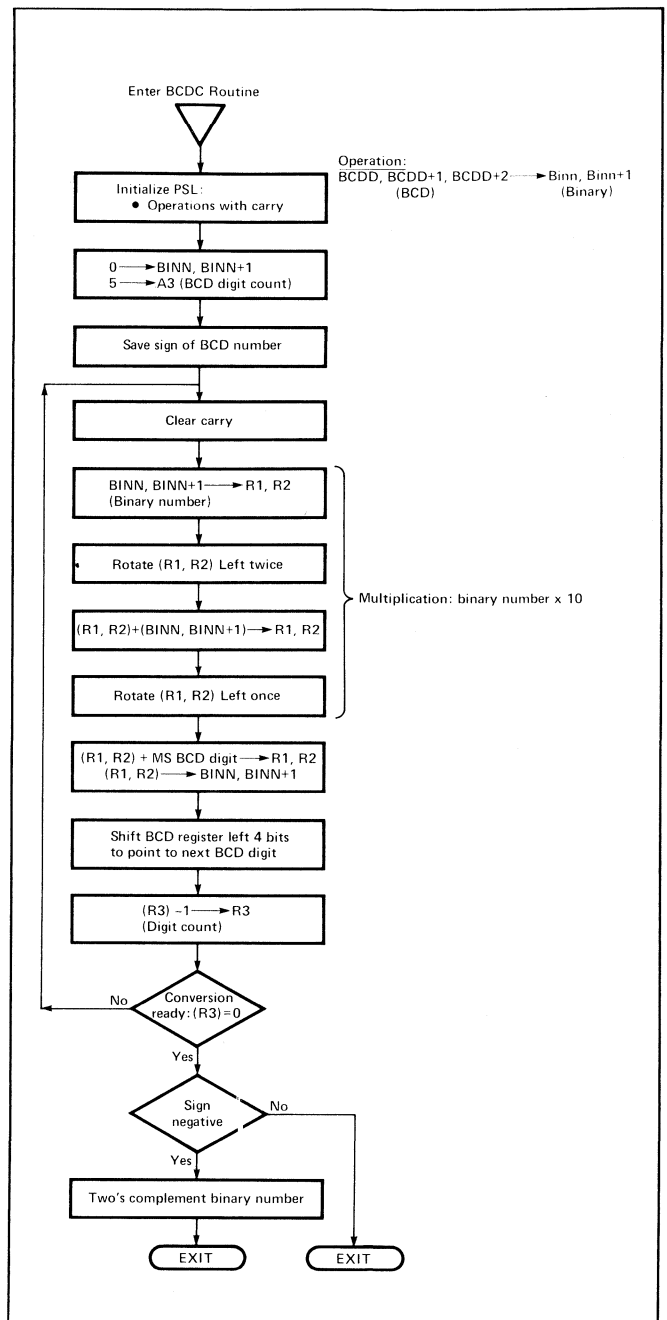 Enter BCDC Routine
Operation:
BCDD, BCDD+1, BCDD+2 → Binn, Binn+1
(BCD) (Binary)
Initialize PSL:
• Operations with carry
0 → BINN, BINN+1
5 → A3 (BCD digit count)
Save sign of BCD number
Clear carry
BINN, BINN+1 → R1, R2
(Binary number)
Rotate (R1, R2) Left twice
Multiplication: binary number x 10
(R1, R2)+(BINN, BINN+1) → R1, R2
Rotate (R1, R2) Left once
(R1, R2) + MS BCD digit → R1, R2
(R1, R2) → BINN, BINN+1
Shift BCD register left 4 bits
to point to next BCD digit
(R3) -1 → R3
(Digit count)
No
Conversion
ready: (R3)=0
Yes
Sign
negative
No
Yes
Two's complement binary number
EXIT
EXIT